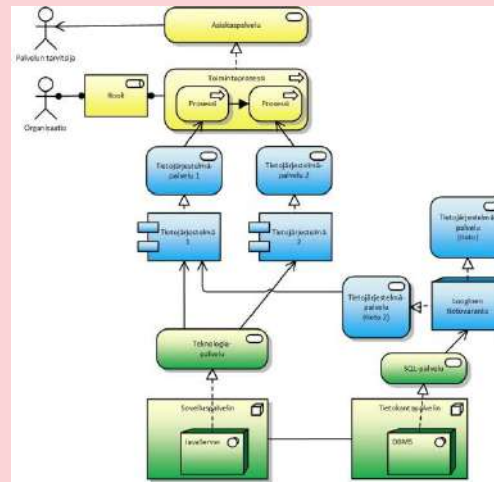 Asiakaspalvelu
Palvelun tarvitsija
Toimintaprosessi
Rooli
Prosessi
Prosessi
Organisaatio
Tietojärjestelmä-
palvelu 1
Tietojärjestelmä-
palvelu 2
Tietojärjestelmä-
palvelu
(tieto)
Tietojärjestelmä
1
Tietojärjestelmä
2
Tietojärjestelmä-
palvelu
(tieto 2)
Looginen
tietovaranto
Teknologia-
palvelu
SQL-palvelu
Sovelluspalvelin
Tietokantapalvelin
JavaServer
DBMS